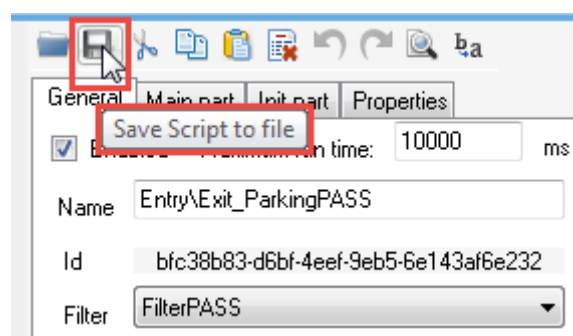 b a
General Main part Init part Properties
Save Script to file
time: 10000 ms
Name Entry\Exit_ParkingPASS
Id bfc38b83-d6bf-4eef-9eb5-6e143af6e232
Filter FilterPASS